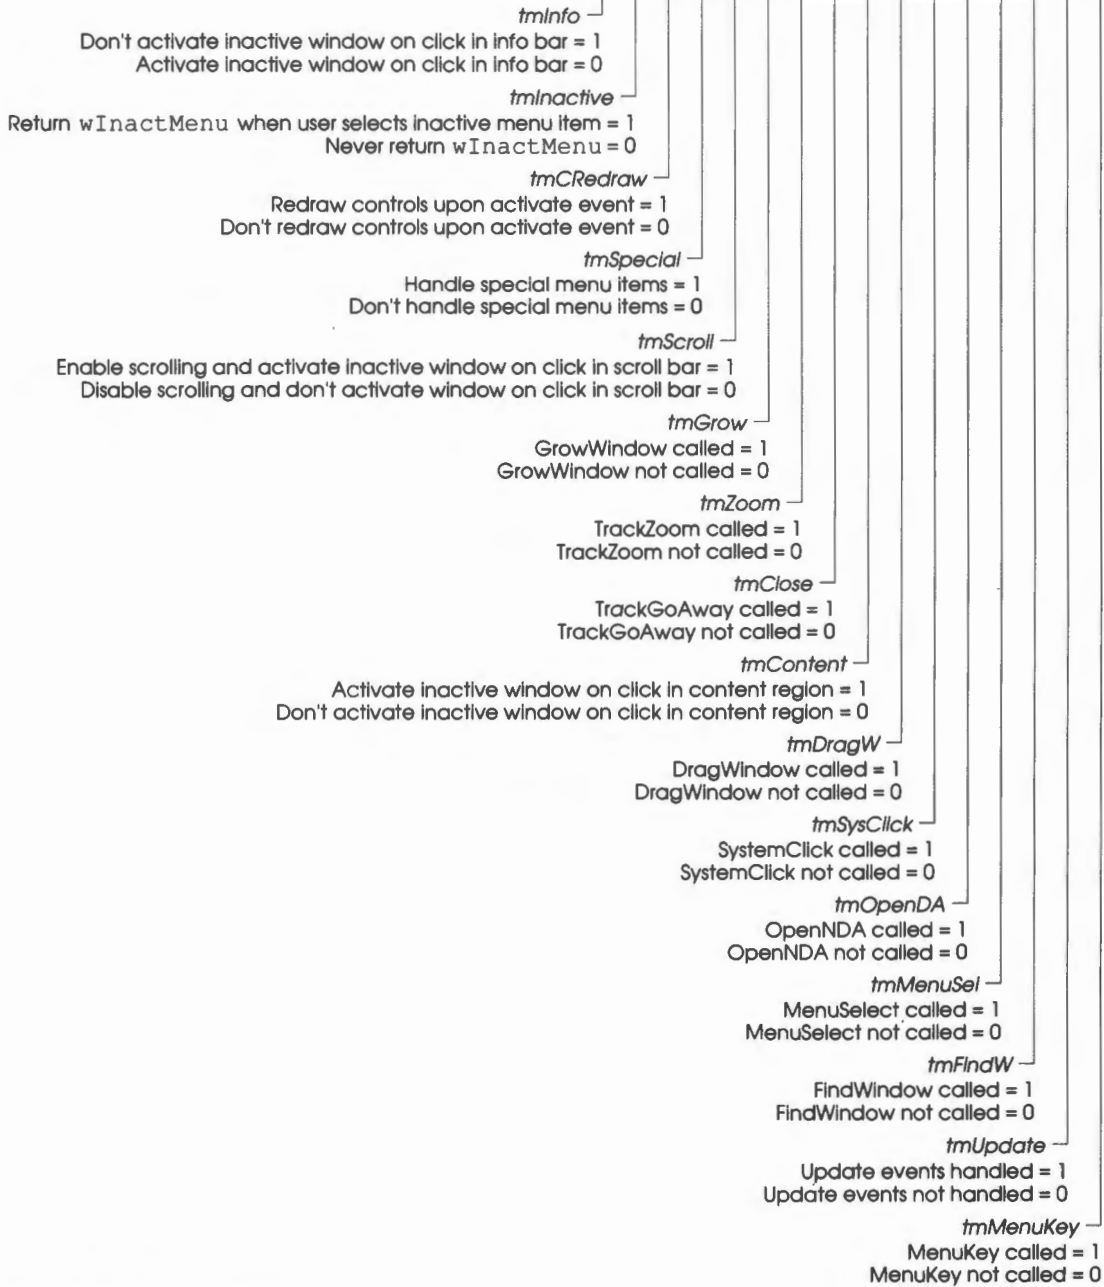 tmInfo
Don't activate inactive window on click in info bar = 1
Activate inactive window on click in info bar = 0
tmInactive
Return wInactMenu when user selects inactive menu item = 1
Never return wInactMenu = 0
tmCRedraw
Redraw controls upon activate event = 1
Don't redraw controls upon activate event = 0
tmSpecial
Handle special menu items = 1
Don't handle special menu items = 0
tmScroll
Enable scrolling and activate inactive window on click in scroll bar = 1
Disable scrolling and don't activate window on click in scroll bar = 0
tmGrow
GrowWindow called = 1
GrowWindow not called = 0
tmZoom
TrackZoom called = 1
TrackZoom not called = 0
tmClose
TrackGoAway called = 1
TrackGoAway not called = 0
tmContent
Activate inactive window on click in content region = 1
Don't activate inactive window on click in content region = 0
tmDragW
DragWindow called = 1
DragWindow not called = 0
tmSysClick
SystemClick called = 1
SystemClick not called = 0
tmOpenDA
OpenNDA called = 1
OpenNDA not called = 0
tmMenuSel
MenuSelect called = 1
MenuSelect not called = 0
tmFindW
FindWindow called = 1
FindWindow not called = 0
tmUpdate
Update events handled = 1
Update events not handled = 0
tmMenuKey
MenuKey called = 1
MenuKey not called = 0